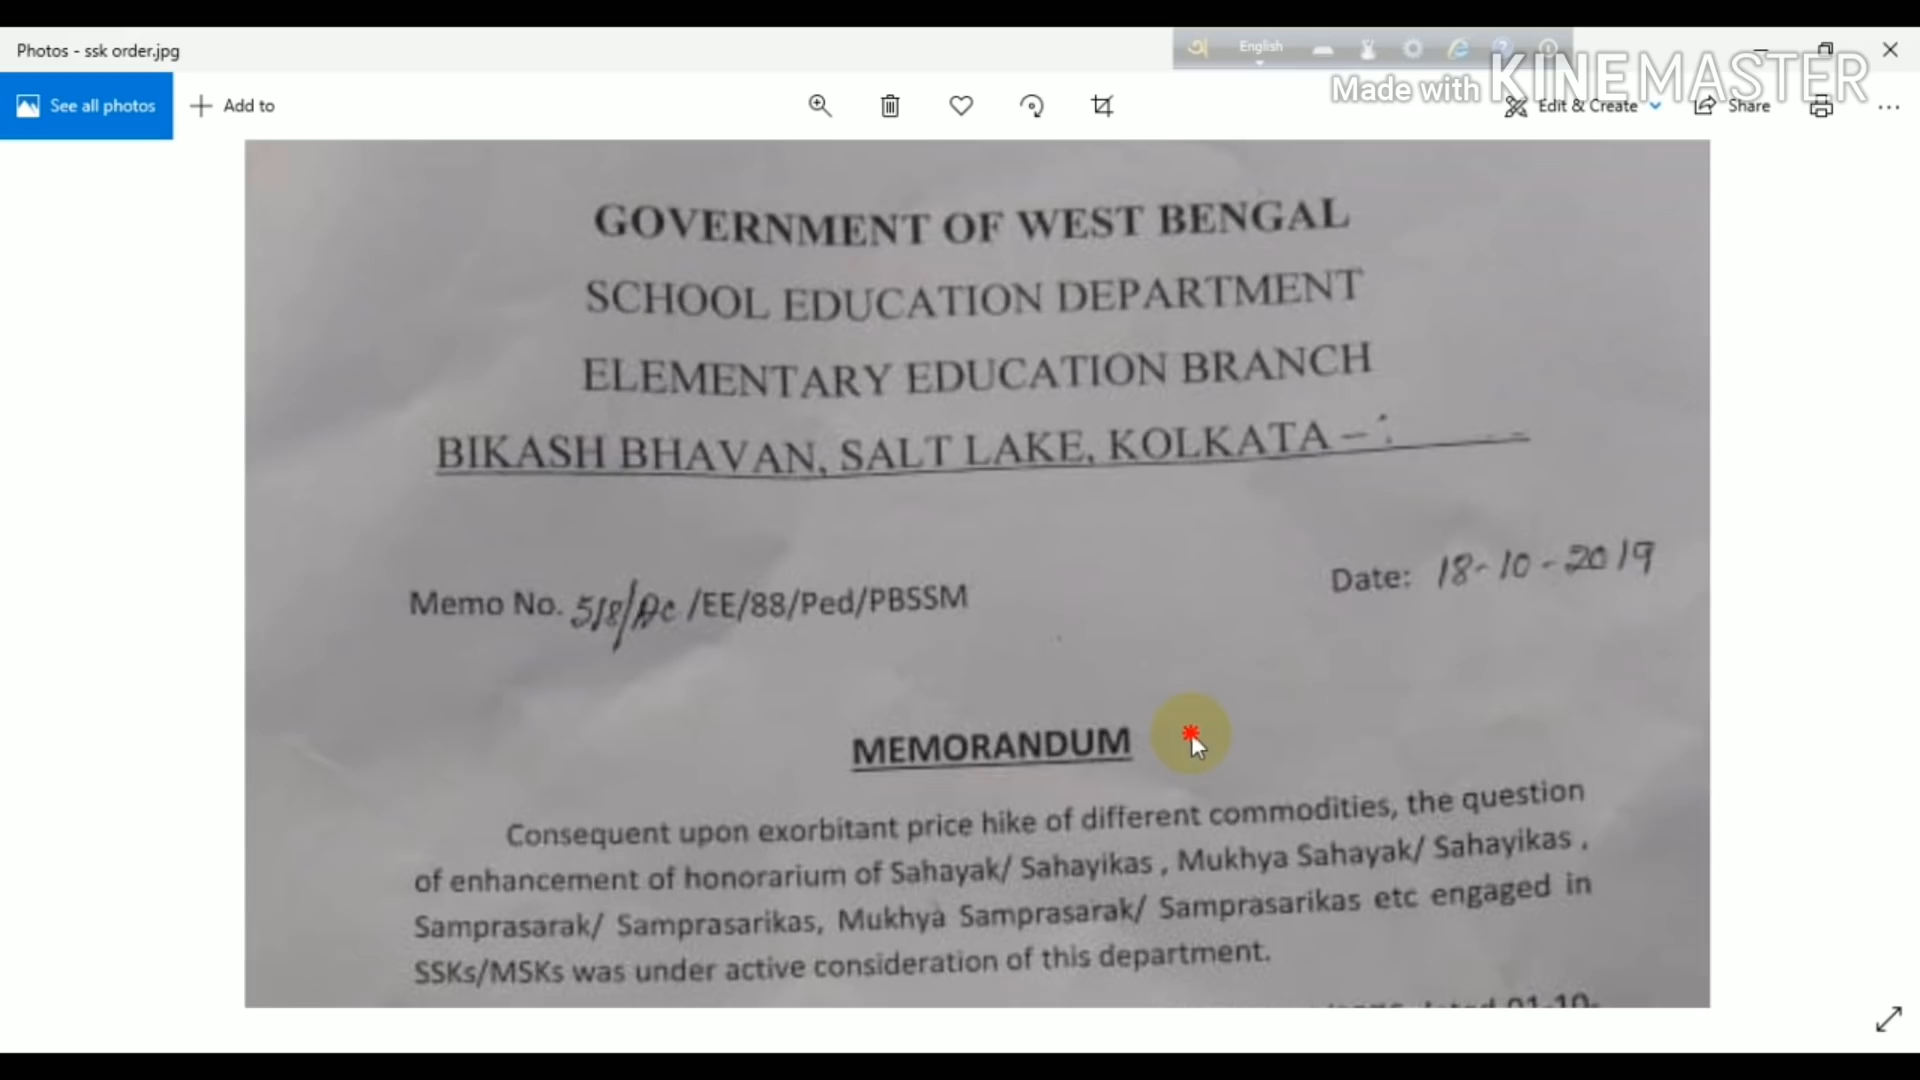 Photos - ssk order.jpg
অ English
Made with KINEMASTER
See all photos
Add to
Edit & Create
Share
GOVERNMENT OF WEST BENGAL
SCHOOL EDUCATION DEPARTMENT
ELEMENTARY EDUCATION BRANCH
BIKASH BHAVAN, SALT LAKE, KOLKATA –
Memo No. /EE/88/Ped/PBSSM
Date: 18-10-2019
MEMORANDUM
Consequent upon exorbitant price hike of different commodities, the question
of enhancement of honorarium of Sahayak/ Sahayikas , Mukhya Sahayak/ Sahayikas ,
Samprasarak/ Samprasarikas, Mukhya Samprasarak/ Samprasarikas etc engaged in
SSKs/MSKs was under active consideration of this department.
dated 01-10-